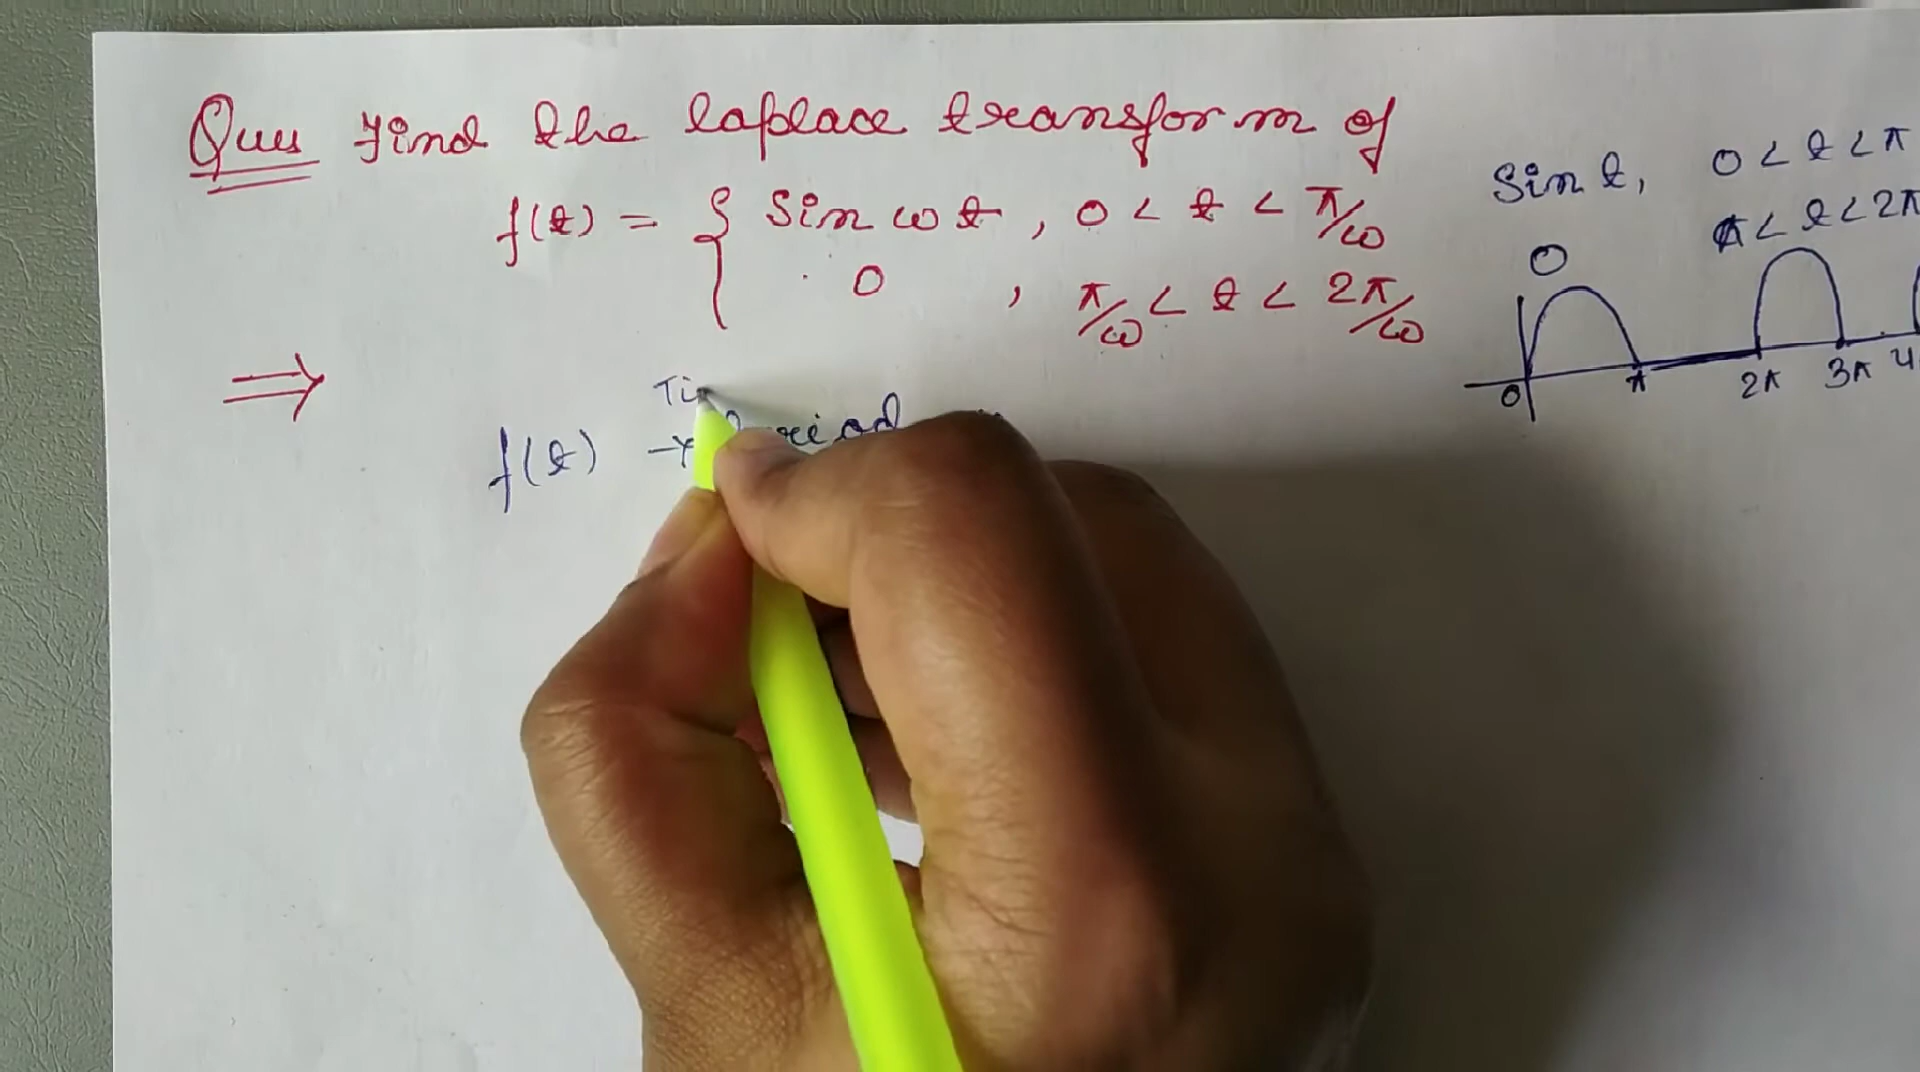 Ques Find the laplace transform of
f(t) = { Sin ωt , 0 < t < π/ω
0 , π/ω < t < 2π/ω
⇒
f(t) →
Sin t, 0 < t < π
0 π < t < 2π
0 π 2π 3π